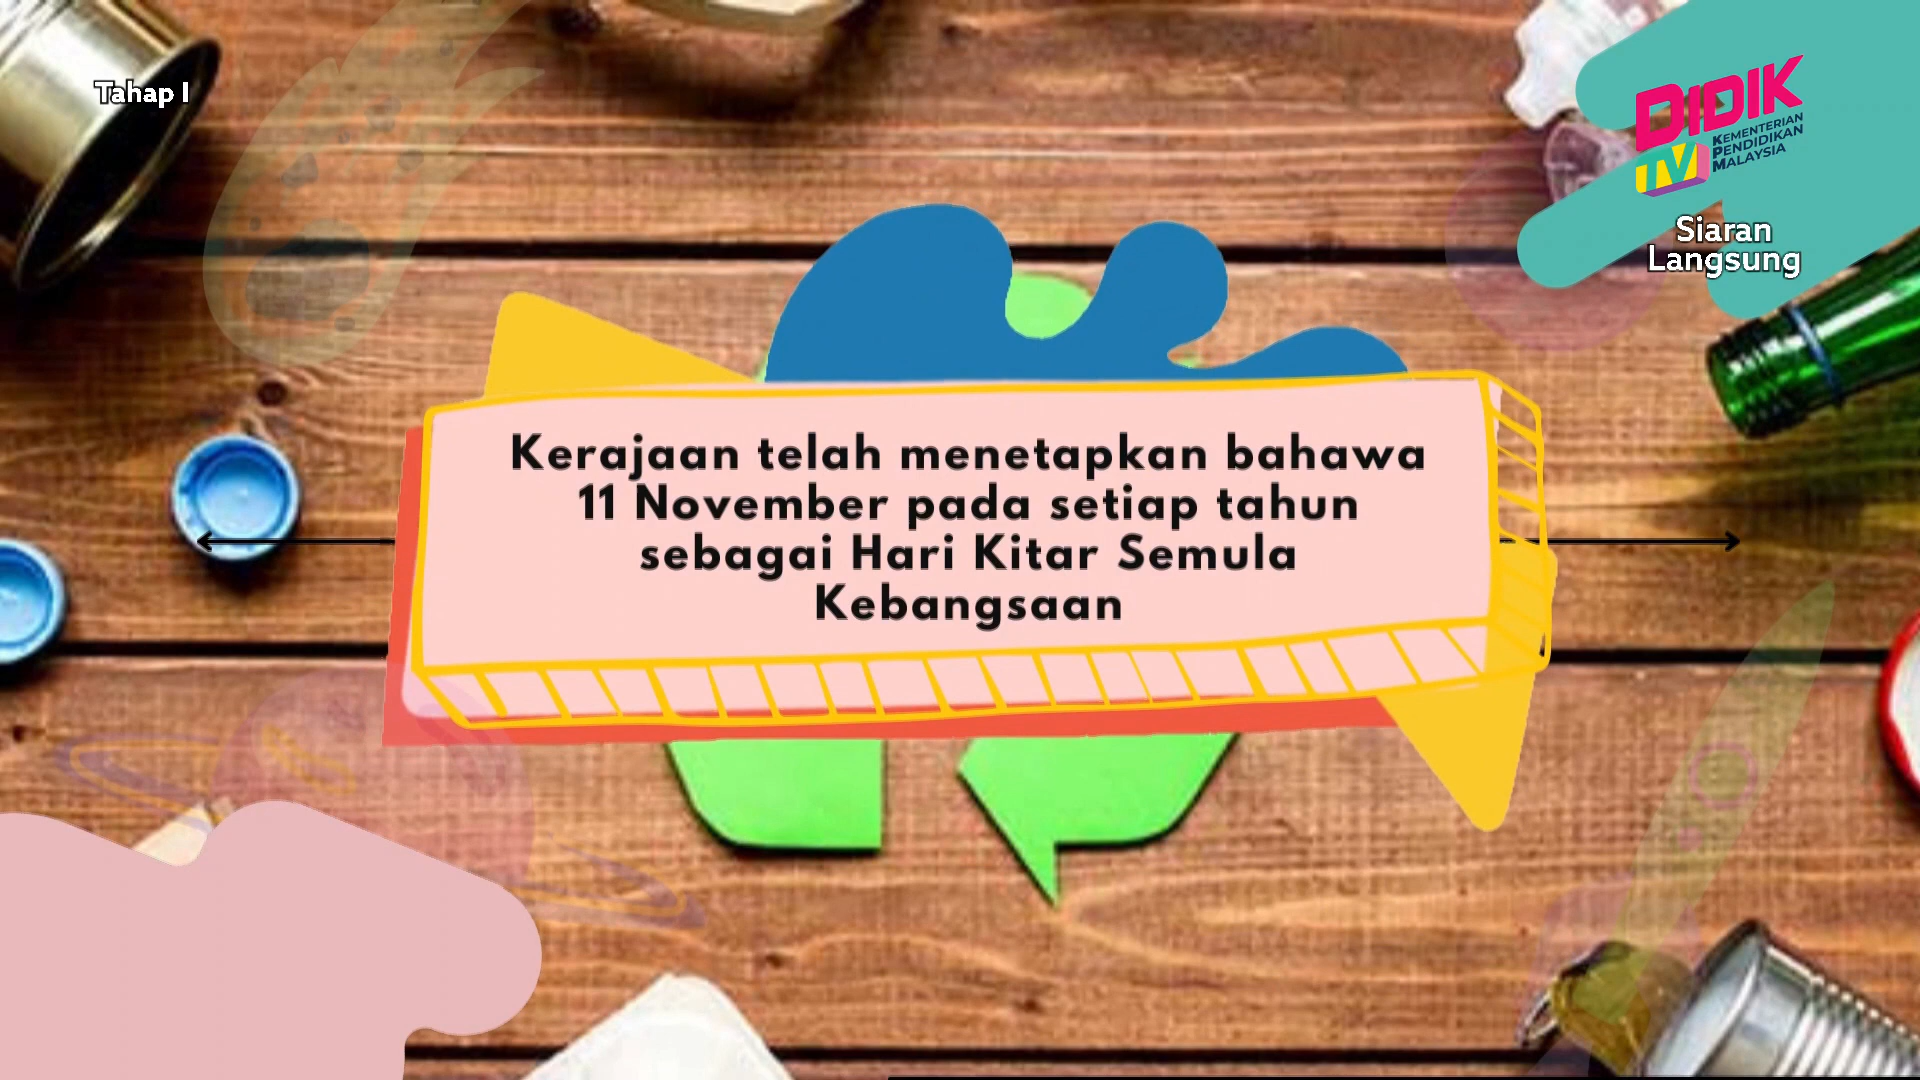 Tahap I
DIDIK
TV
KEMENTERIAN
PENDIDIKAN
MALAYSIA
Siaran
Langsung
Kerajaan telah menetapkan bahawa
11 November pada setiap tahun
sebagai Hari Kitar Semula
Kebangsaan